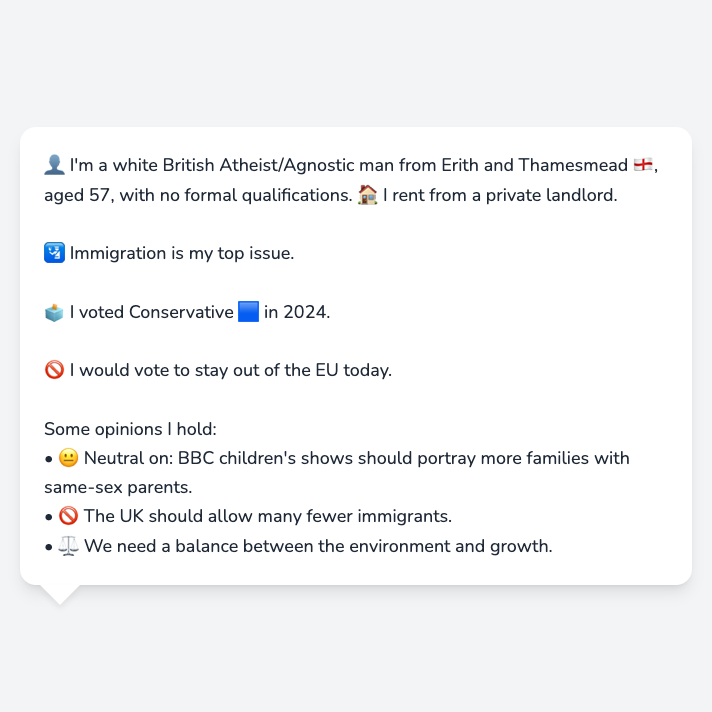 👤 I'm a white British Atheist/Agnostic man from Erith and Thamesmead 🏴󠁧󠁢󠁥󠁮󠁧󠁿,
aged 57, with no formal qualifications. 🏠 I rent from a private landlord.
🛂 Immigration is my top issue.
🗳️ I voted Conservative 🟦 in 2024.
🚫 I would vote to stay out of the EU today.
Some opinions I hold:
• 😐 Neutral on: BBC children's shows should portray more families with
same-sex parents.
• 🚫 The UK should allow many fewer immigrants.
• ⚖️ We need a balance between the environment and growth.